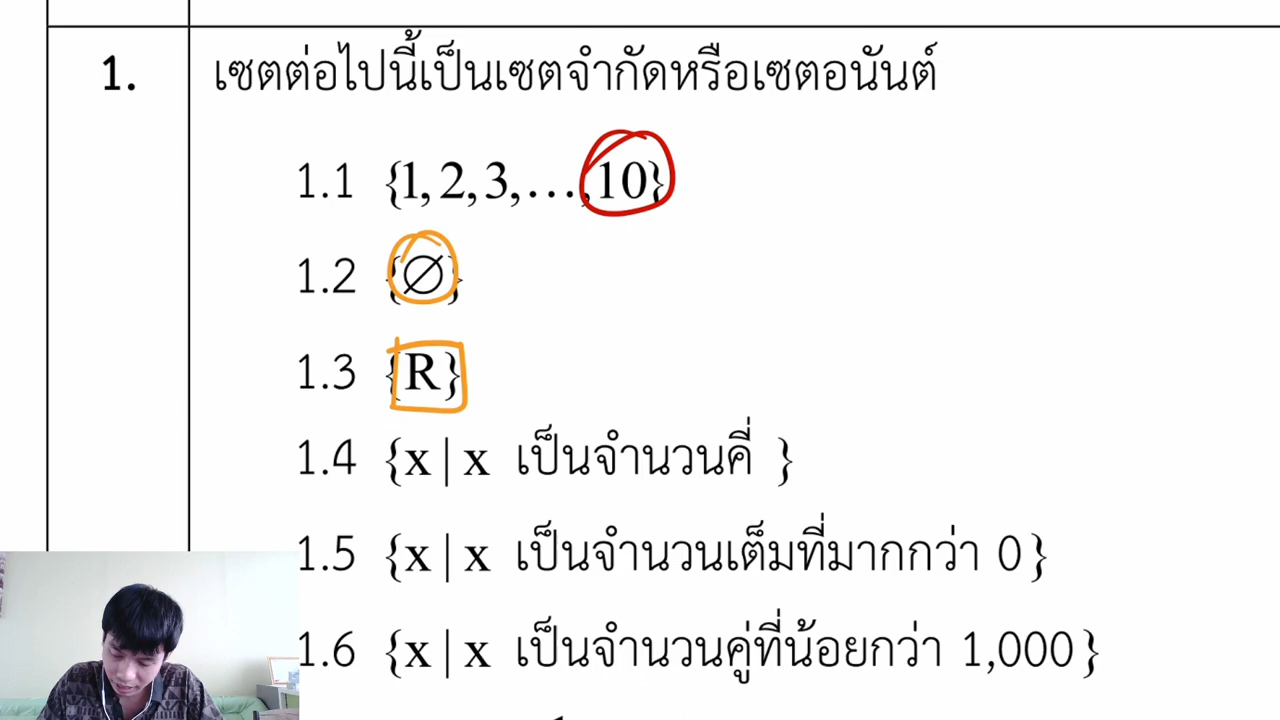 1. เซตต่อไปนี้เป็นเซตจำกัดหรือเซตอนันต์
1.1 {1, 2, 3, …, 10}
1.2 {∅}
1.3 {R}
1.4 {x | x เป็นจำนวนคี่ }
1.5 {x | x เป็นจำนวนเต็มที่มากกว่า 0}
1.6 {x | x เป็นจำนวนคู่ที่น้อยกว่า 1,000}